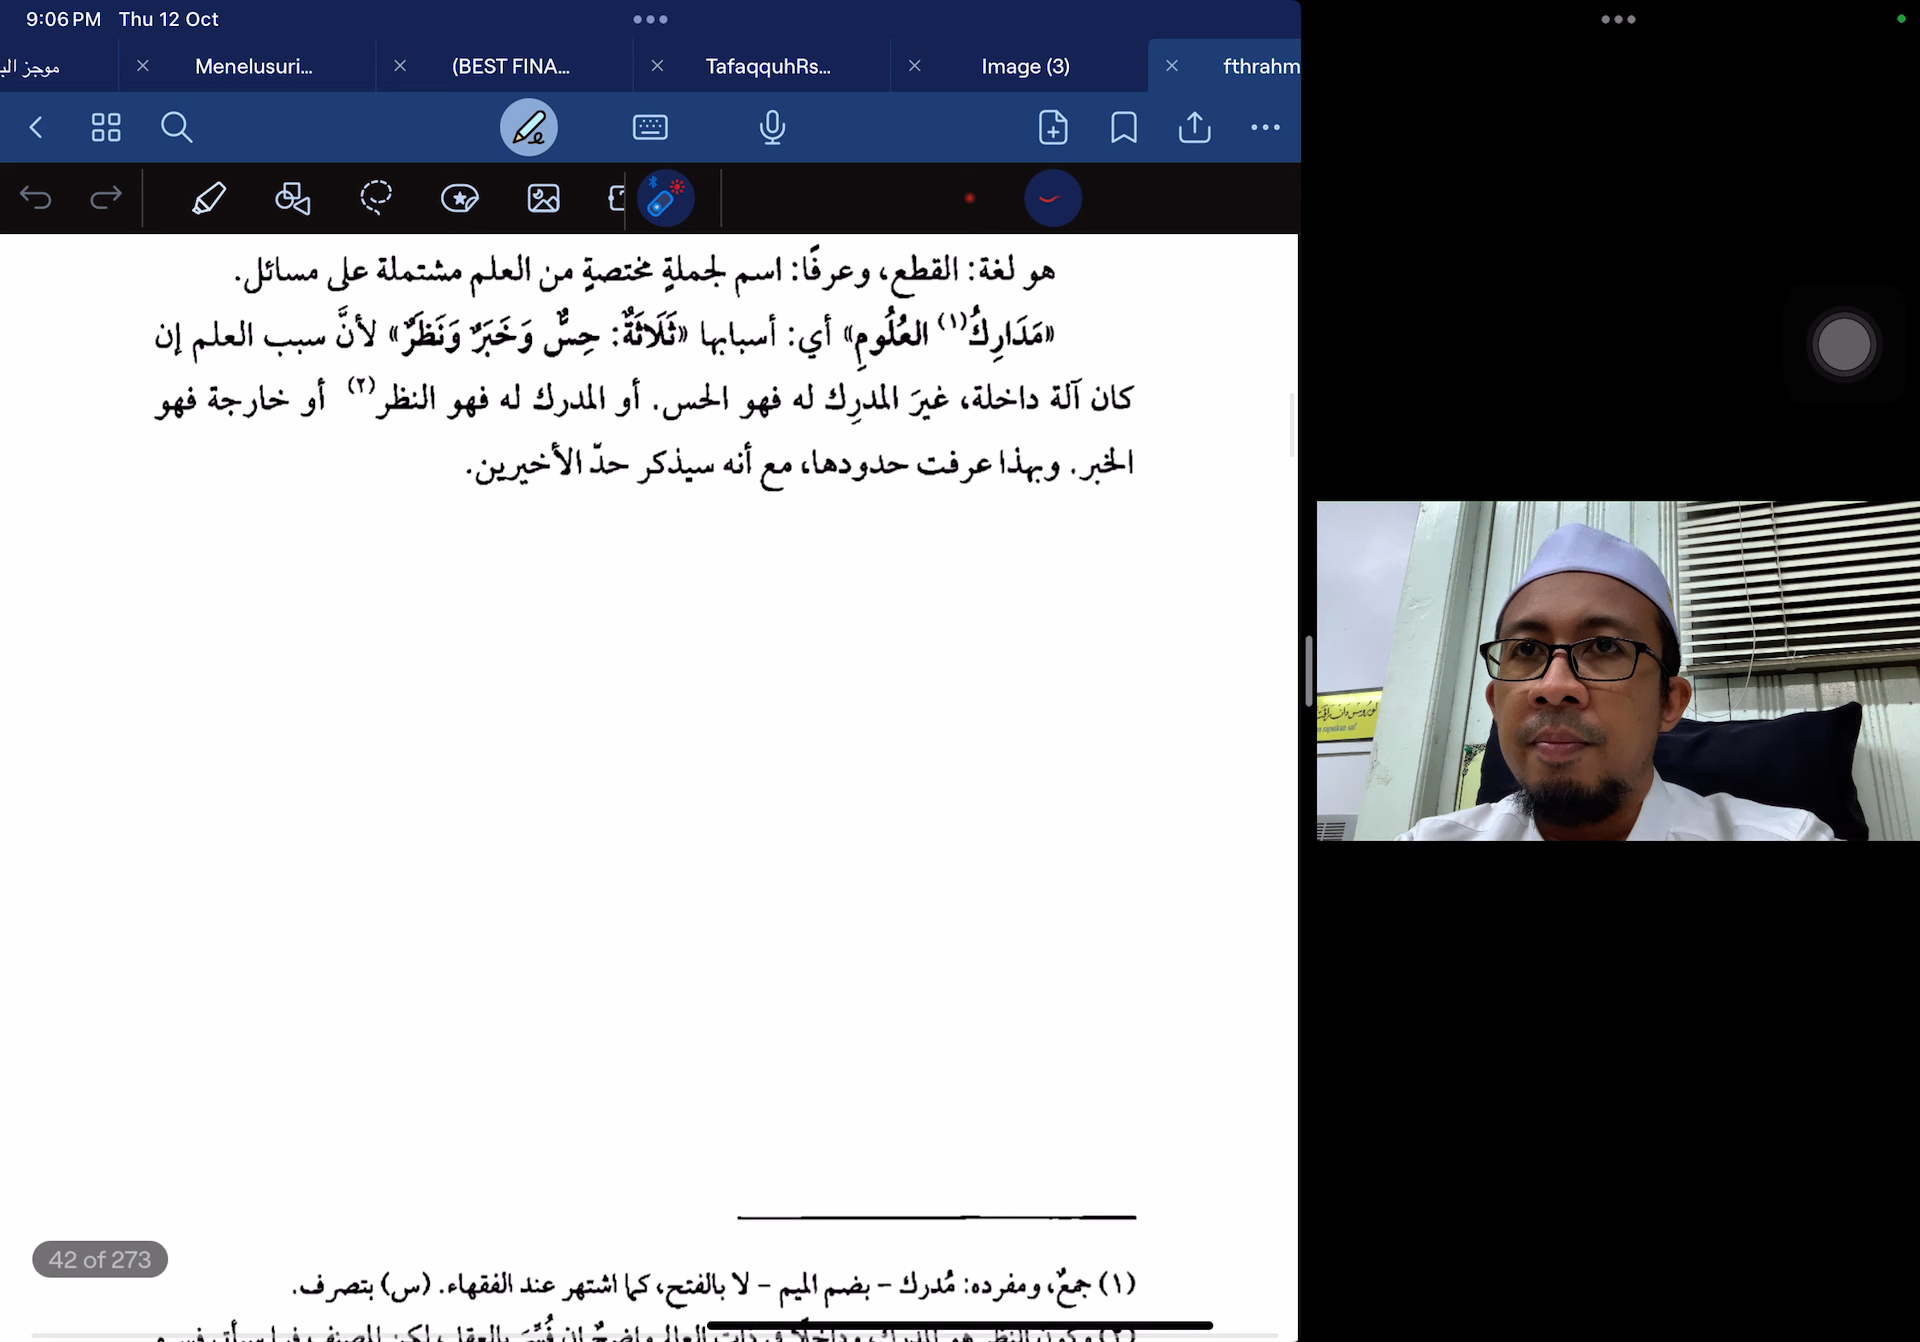 9:06 PM Thu 12 Oct
موجز
Menelusuri...
(BEST FINA...
TafaqquhRs...
Image (3)
fthrahm
هو لغة: القطع، وعرفًا: اسم لجملةٍ مختصةٍ من العلم مشتملة على مسائل.
«مَدَارِكُ(١) العُلُومِ» أي: أسبابها «ثَلَاثَةٌ: حِسٌّ وَخَبَرٌ وَنَظَرٌ» لأنَّ سبب العلم إن
كان آلة داخلة، غيرَ المدرِك له فهو الحس. أو المدرك له فهو النظر(٢) أو خارجة فهو
الخبر. وبهذا عرفت حدودها، مع أنه سيذكر حدّ الأخيرين.
42 of 273
(١) جمعٌ، ومفرده: مُدرك – بضم الميم – لا بالفتح، كما اشتهر عند الفقهاء. (س) بتصرف.